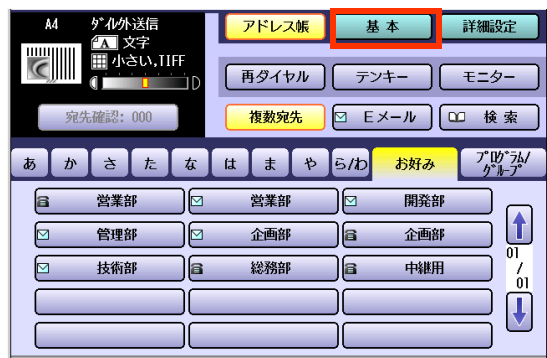 A4 ダイヤル外送信
A 文字
小さい,TIFF
D
宛先確認: 000
アドレス帳 基本 詳細設定
再ダイヤル テンキー モニター
複数宛先 Eメール 検索
あ か さ た な は ま や ら/わ お好み プログラム/
グループ
営業部 営業部 開発部
管理部 企画部 企画部
技術部 総務部 中継用
01
/
01